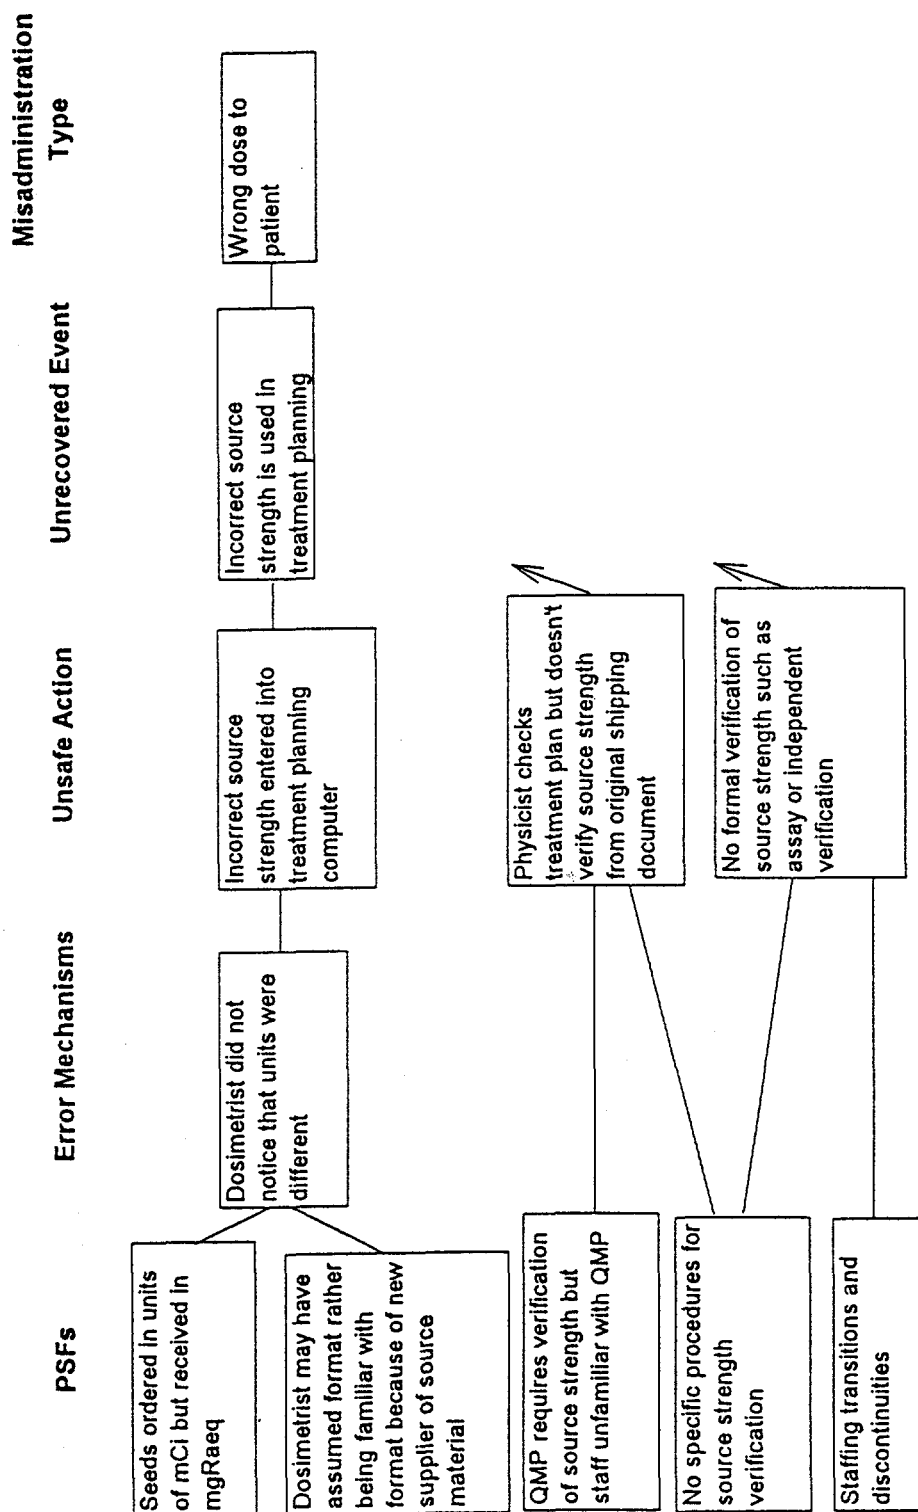 PSFs
Error Mechanisms
Unsafe Action
Unrecovered Event
Misadministration
Type
Seeds ordered in units
of mCi but received in
mgRaeq
Dosimetrist may have
assumed format rather
being familiar with
format because of new
supplier of source
material
Dosimetrist did not
notice that units were
different
Incorrect source
strength entered into
treatment planning
computer
Incorrect source
strength is used in
treatment planning
Wrong dose to
patient
QMP requires verification
of source strength but
staff unfamiliar with QMP
Physicist checks
treatment plan but doesn't
verify source strength
from original shipping
document
No specific procedures for
source strength
verification
No formal verification of
source strength such as
assay or independent
verification
Staffing transitions and
discontinuities